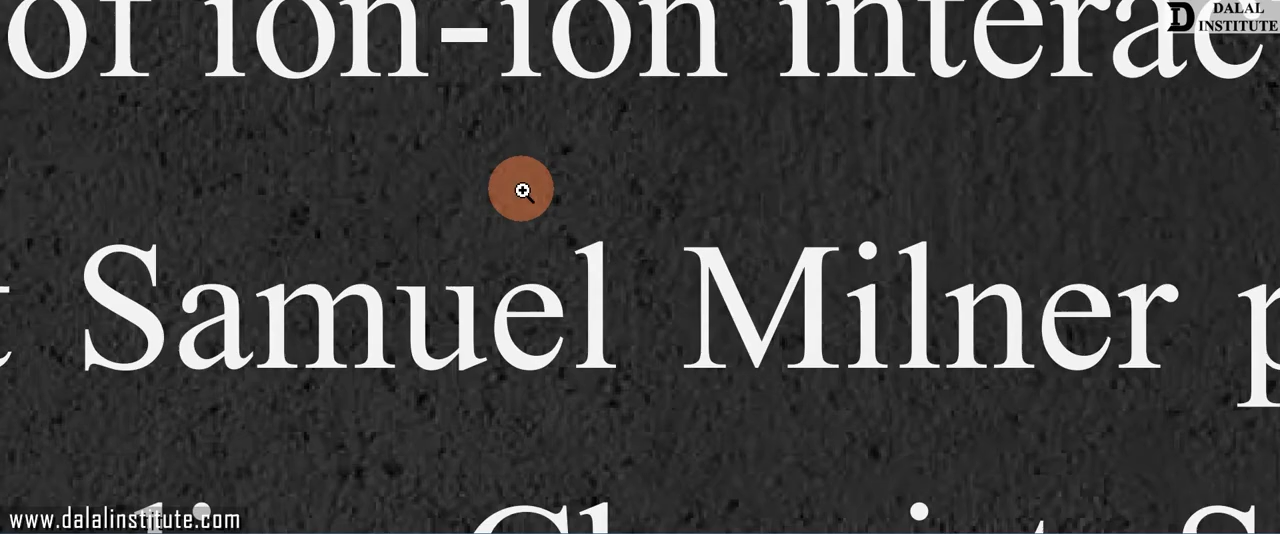 of ion-ion interac
DALAL
INSTITUTE
t Samuel Milner p
www.dalalinstitute.com